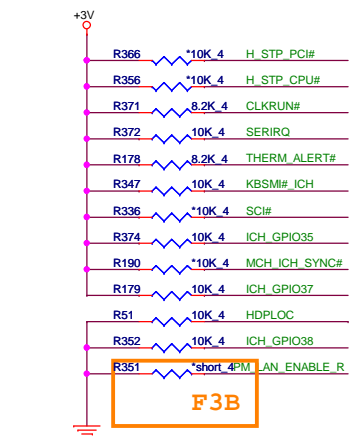 +3V
R366 *10K_4 H_STP_PCI#
R356 *10K_4 H_STP_CPU#
R371 8.2K_4 CLKRUN#
R372 10K_4 SERIRQ
R178 8.2K_4 THERM_ALERT#
R347 10K_4 KBSMI#_ICH
R336 *10K_4 SCI#
R374 10K_4 ICH_GPIO35
R190 *10K_4 MCH_ICH_SYNC#
R179 10K_4 ICH_GPIO37
R51 10K_4 HDPLOC
R352 10K_4 ICH_GPIO38
R351 *short_4 PM_LAN_ENABLE_R
F3B